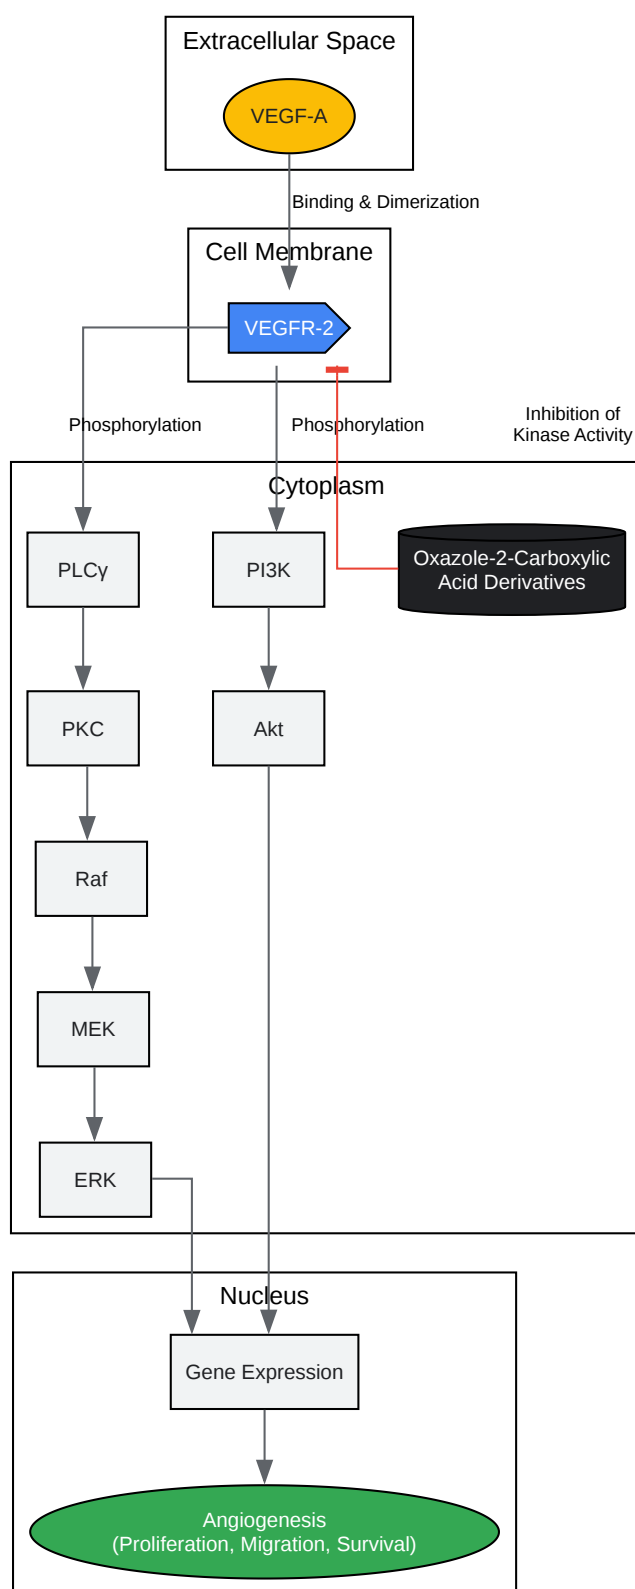 Extracellular Space
VEGF-A
Binding & Dimerization
Cell Membrane
VEGFR-2
Phosphorylation
Phosphorylation
Inhibition of
Kinase Activity
Cytoplasm
PLCγ
PI3K
Oxazole-2-Carboxylic
Acid Derivatives
PKC
Akt
Raf
MEK
ERK
Nucleus
Gene Expression
Angiogenesis
(Proliferation, Migration, Survival)